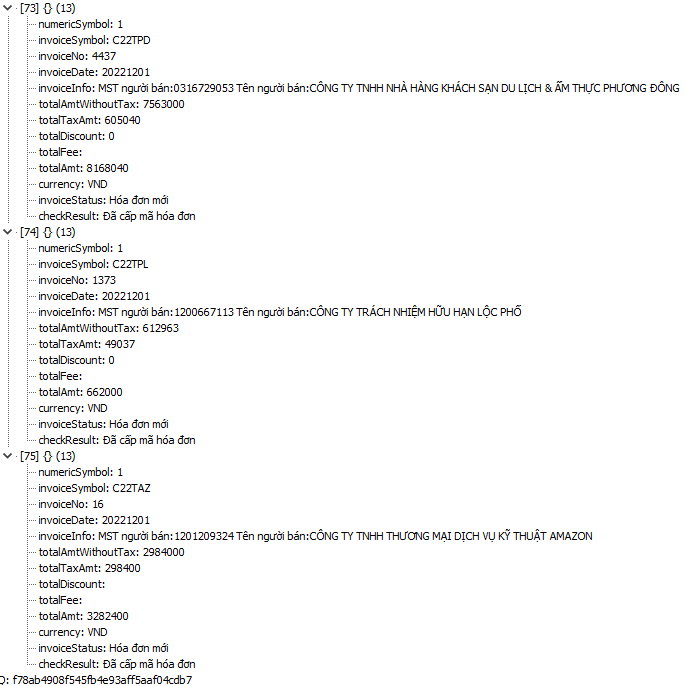 [73] {} (13)
numericSymbol: 1
invoiceSymbol: C22TPD
invoiceNo: 4437
invoiceDate: 20221201
invoiceInfo: MST người bán:0316729053 Tên người bán:CÔNG TY TNHH NHÀ HÀNG KHÁCH SẠN DU LỊCH & ẨM THỰC PHƯƠNG ĐÔNG
totalAmtWithoutTax: 7563000
totalTaxAmt: 605040
totalDiscount: 0
totalFee:
totalAmt: 8168040
currency: VND
invoiceStatus: Hóa đơn mới
checkResult: Đã cấp mã hóa đơn
[74] {} (13)
numericSymbol: 1
invoiceSymbol: C22TPL
invoiceNo: 1373
invoiceDate: 20221201
invoiceInfo: MST người bán:1200667113 Tên người bán:CÔNG TY TRÁCH NHIỆM HỮU HẠN LỘC PHỐ
totalAmtWithoutTax: 612963
totalTaxAmt: 49037
totalDiscount: 0
totalFee:
totalAmt: 662000
currency: VND
invoiceStatus: Hóa đơn mới
checkResult: Đã cấp mã hóa đơn
[75] {} (13)
numericSymbol: 1
invoiceSymbol: C22TAZ
invoiceNo: 16
invoiceDate: 20221201
invoiceInfo: MST người bán:1201209324 Tên người bán:CÔNG TY TNHH THƯƠNG MẠI DỊCH VỤ KỸ THUẬT AMAZON
totalAmtWithoutTax: 2984000
totalTaxAmt: 298400
totalDiscount:
totalFee:
totalAmt: 3282400
currency: VND
invoiceStatus: Hóa đơn mới
checkResult: Đã cấp mã hóa đơn
Q: f78ab4908f545fb4e93aff5aaf04cdb7